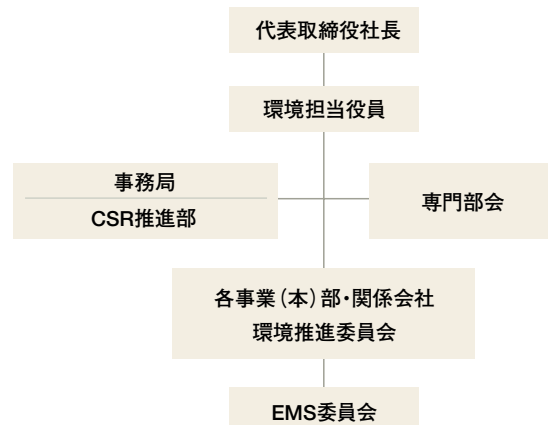 代表取締役社長
環境担当役員
事務局
CSR推進部
専門部会
各事業（本）部・関係会社
環境推進委員会
EMS委員会